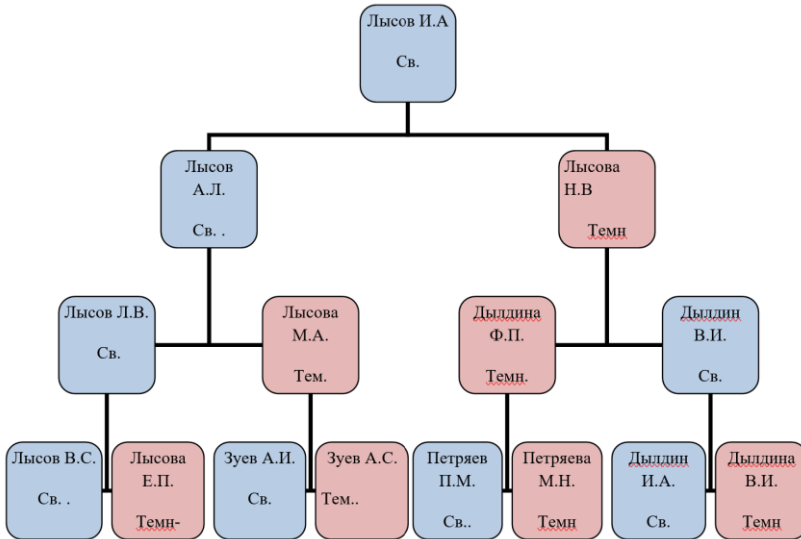 Лысов И.А
Св.
Лысов
А.Л.
Св. .
Лысова
Н.В
Темн
Лысов Л.В.
Св.
Лысова
М.А.
Тем.
Дылдина
Ф.П.
Темн.
Дылдин
В.И.
Св.
Лысов В.С.
Св. .
Лысова
Е.П.
Темн-
Зуев А.И.
Св.
Зуев А.С.
Тем..
Петряев
П.М.
Св..
Петряева
М.Н.
Темн
Дылдин
И.А.
Св.
Дылдина
В.И.
Темн